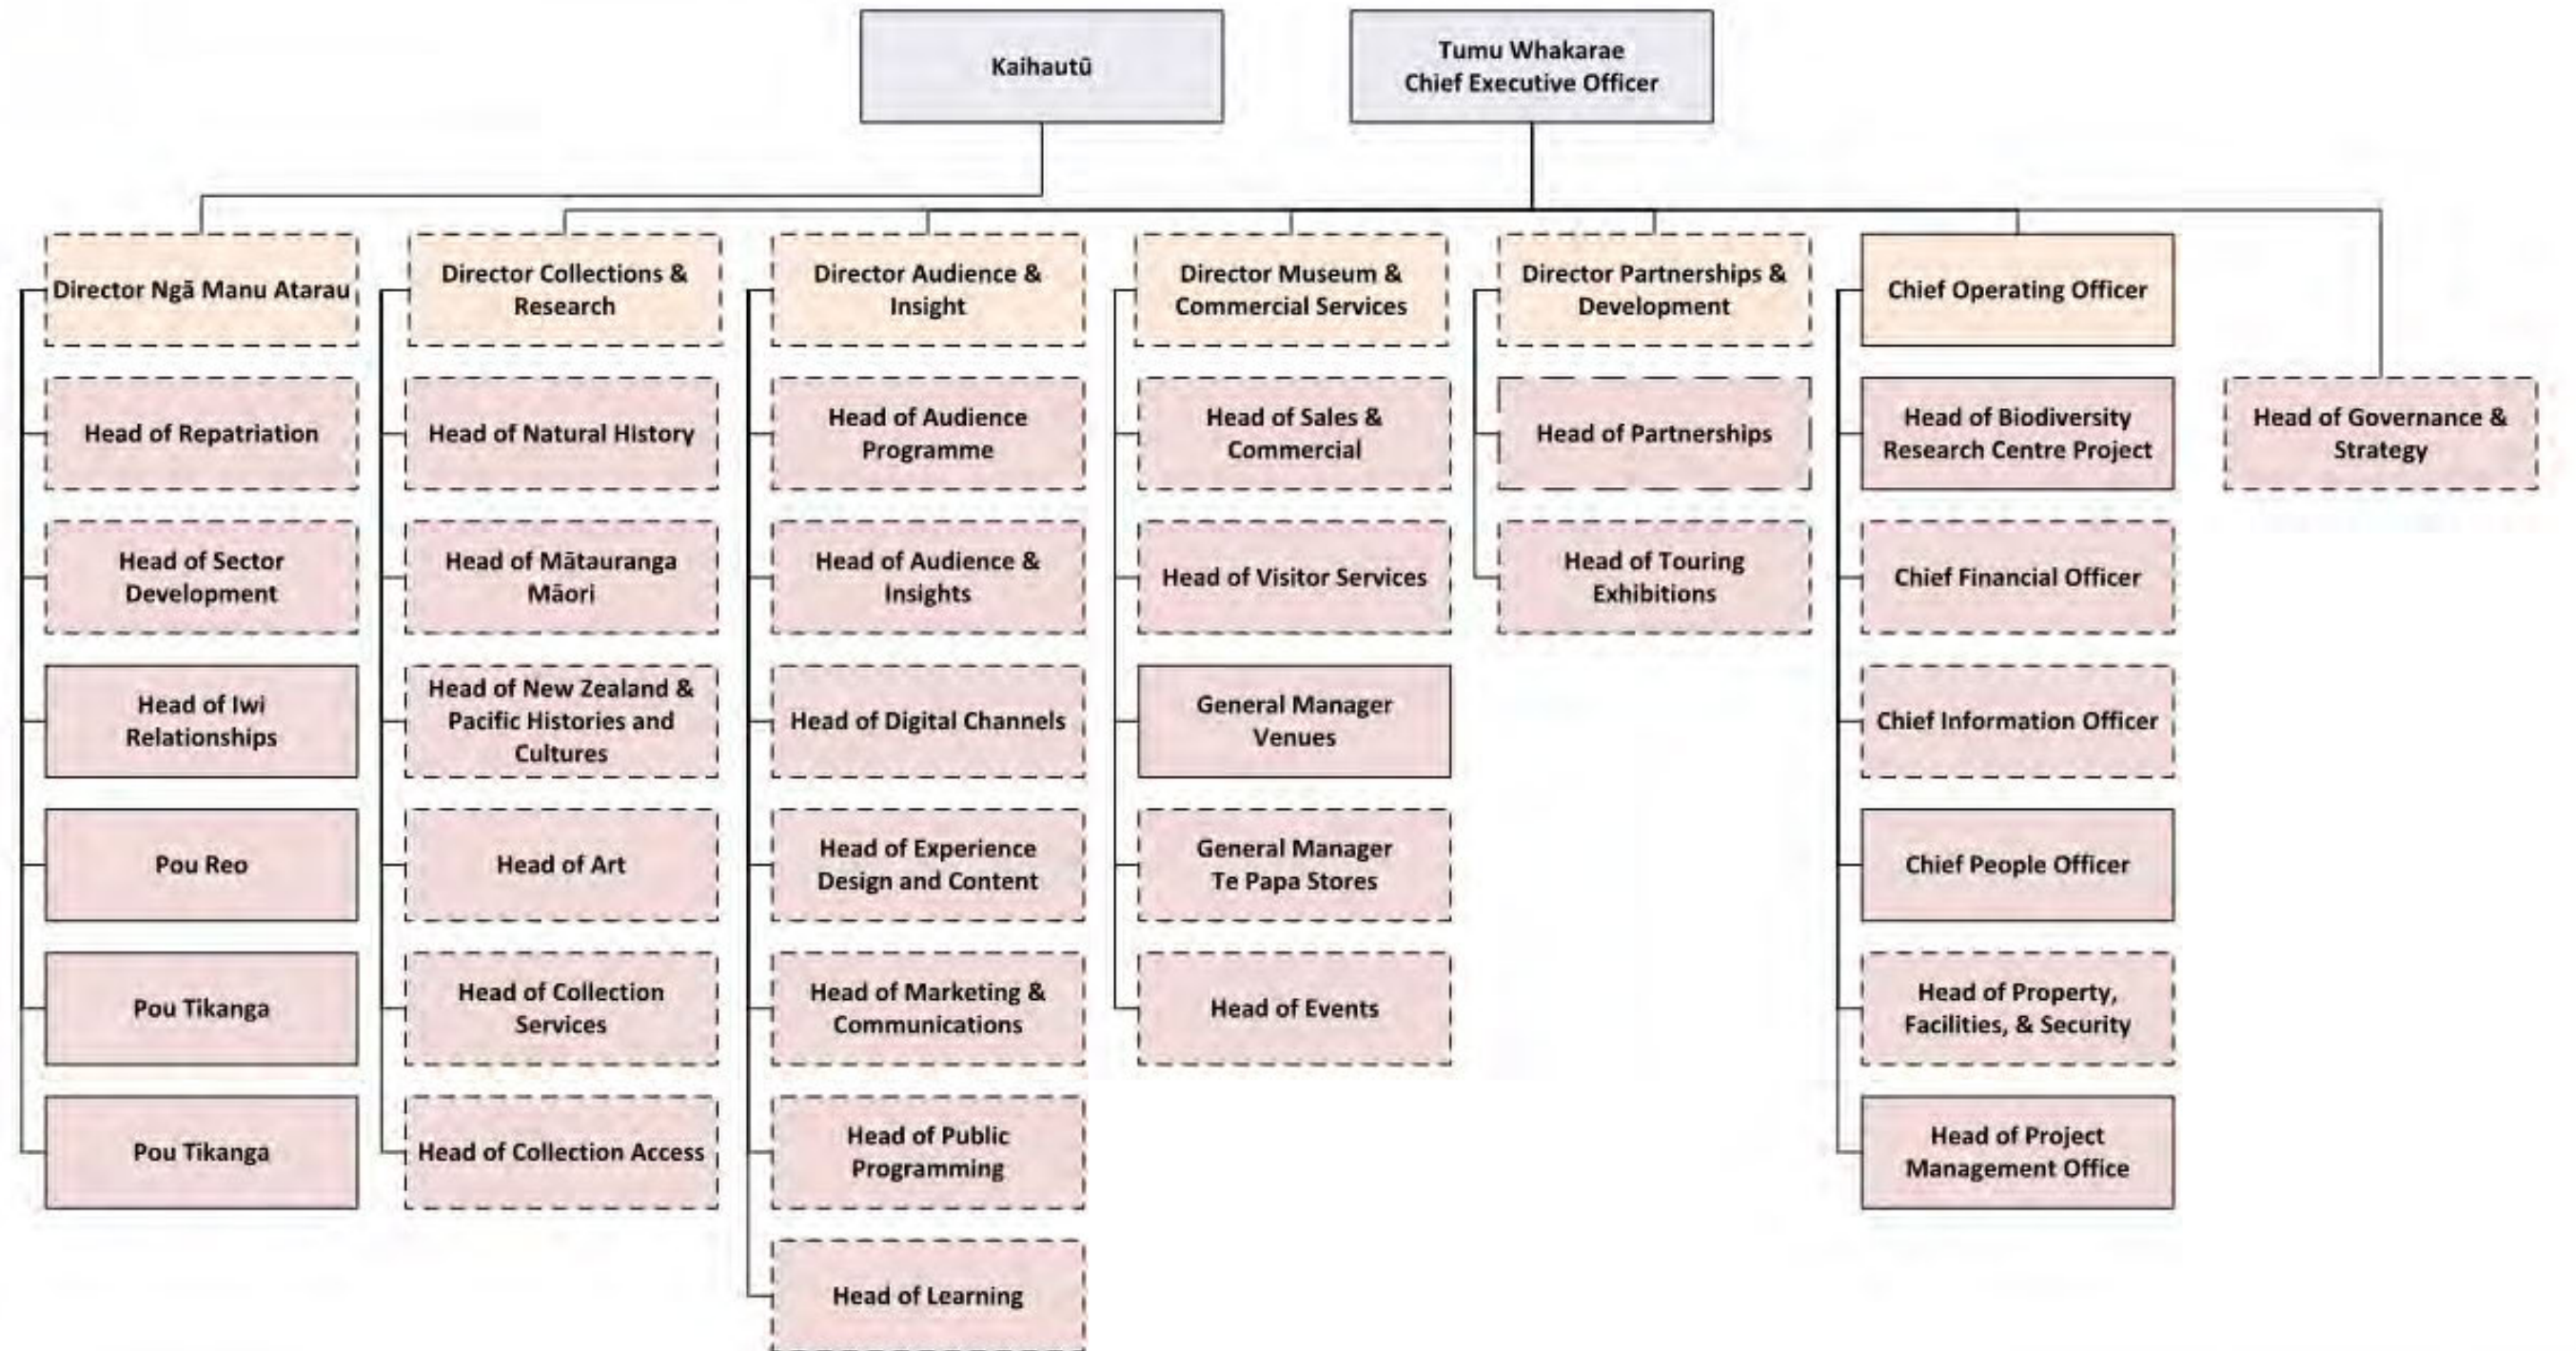 Kaihautū
Tumu Whakarae
Chief Executive Officer
Director Ngā Manu Atarau
Head of Repatriation
Head of Sector
Development
Head of Iwi
Relationships
Pou Reo
Pou Tikanga
Pou Tikanga
Director Collections &
Research
Head of Natural History
Head of Mātauranga
Māori
Head of New Zealand &
Pacific Histories and
Cultures
Head of Art
Head of Collection
Services
Head of Collection Access
Director Audience &
Insight
Head of Audience
Programme
Head of Audience &
Insights
Head of Digital Channels
Head of Experience
Design and Content
Head of Marketing &
Communications
Head of Public
Programming
Head of Learning
Director Museum &
Commercial Services
Head of Sales &
Commercial
Head of Visitor Services
General Manager
Venues
General Manager
Te Papa Stores
Head of Events
Director Partnerships &
Development
Head of Partnerships
Head of Touring
Exhibitions
Chief Operating Officer
Head of Biodiversity
Research Centre Project
Chief Financial Officer
Chief Information Officer
Chief People Officer
Head of Property,
Facilities, & Security
Head of Project
Management Office
Head of Governance &
Strategy